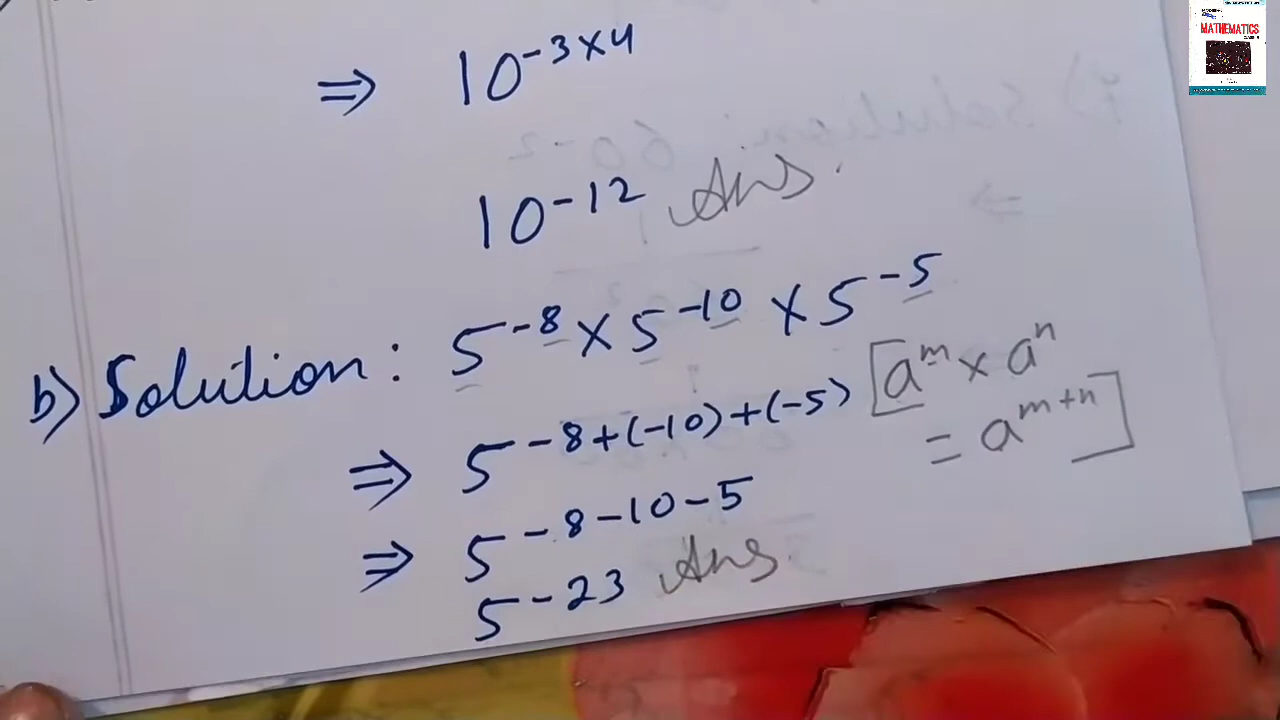 MATHEMATICS
⇒ 10^{-3×4}
10^{-12} Ans.
b) Solution: 5^{-8} × 5^{-10} × 5^{-5}
⇒ 5^{-8+(-10)+(-5)} [a^m × a^n
= a^{m+n}]
⇒ 5^{-8-10-5}
5^{-23} Ans.